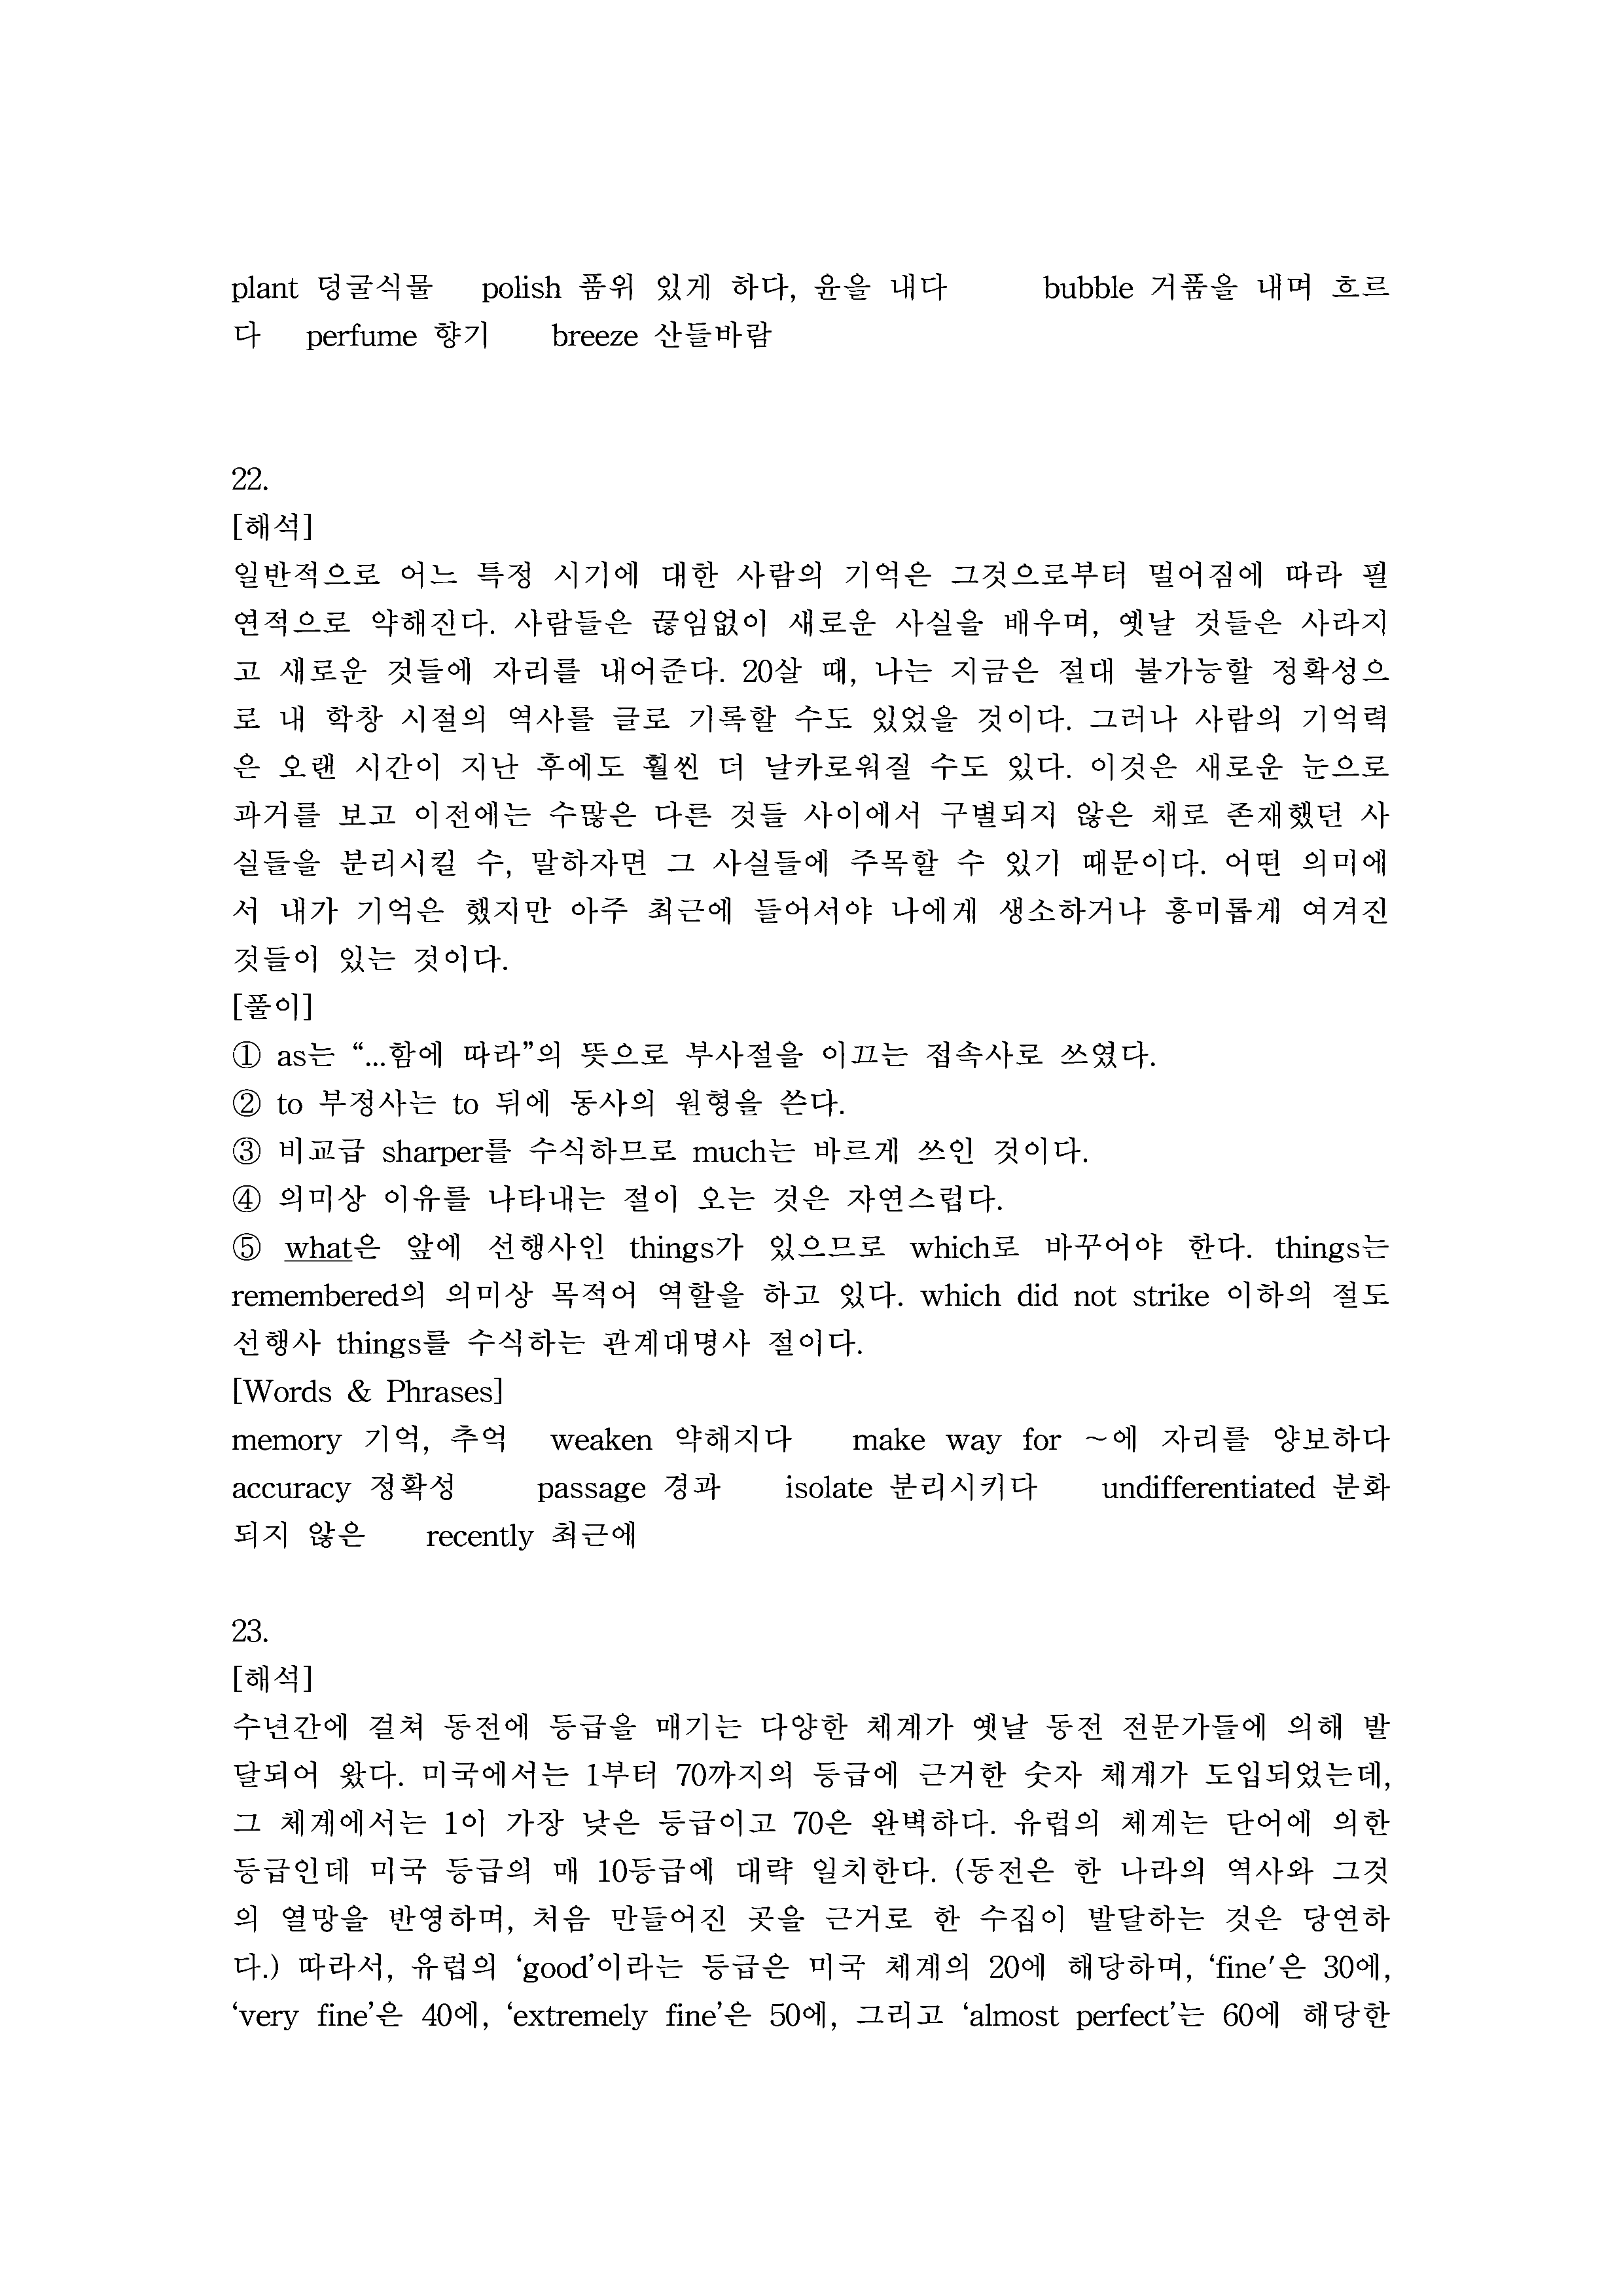 plant 덩굴식물 polish 품위 있게 하다, 윤을 내다 bubble 거품을 내며 흐르
다 perfume 향기 breeze 산들바람
22.
[해석]
일반적으로 어느 특정 시기에 대한 사람의 기억은 그것으로부터 멀어짐에 따라 필
연적으로 약해진다. 사람들은 끊임없이 새로운 사실을 배우며, 옛날 것들은 사라지
고 새로운 것들에 자리를 내어준다. 20살 때, 나는 지금은 절대 불가능할 정확성으
로 내 학창 시절의 역사를 글로 기록할 수도 있었을 것이다. 그러나 사람의 기억력
은 오랜 시간이 지난 후에도 훨씬 더 날카로워질 수도 있다. 이것은 새로운 눈으로
과거를 보고 이전에는 수많은 다른 것들 사이에서 구별되지 않은 채로 존재했던 사
실들을 분리시킬 수, 말하자면 그 사실들에 주목할 수 있기 때문이다. 어떤 의미에
서 내가 기억은 했지만 아주 최근에 들어서야 나에게 생소하거나 흥미롭게 여겨진
것들이 있는 것이다.
[풀이]
① as는 “...함에 따라”의 뜻으로 부사절을 이끄는 접속사로 쓰였다.
② to 부정사는 to 뒤에 동사의 원형을 쓴다.
③ 비교급 sharper를 수식하므로 much는 바르게 쓰인 것이다.
④ 의미상 이유를 나타내는 절이 오는 것은 자연스럽다.
⑤ what은 앞에 선행사인 things가 있으므로 which로 바꾸어야 한다. things는
remembered의 의미상 목적어 역할을 하고 있다. which did not strike 이하의 절도
선행사 things를 수식하는 관계대명사 절이다.
[Words & Phrases]
memory 기억, 추억 weaken 약해지다 make way for ～에 자리를 양보하다
accuracy 정확성 passage 경과 isolate 분리시키다 undifferentiated 분화
되지 않은 recently 최근에
23.
[해석]
수년간에 걸쳐 동전에 등급을 매기는 다양한 체계가 옛날 동전 전문가들에 의해 발
달되어 왔다. 미국에서는 1부터 70까지의 등급에 근거한 숫자 체계가 도입되었는데,
그 체계에서는 1이 가장 낮은 등급이고 70은 완벽하다. 유럽의 체계는 단어에 의한
등급인데 미국 등급의 매 10등급에 대략 일치한다. (동전은 한 나라의 역사와 그것
의 열망을 반영하며, 처음 만들어진 곳을 근거로 한 수집이 발달하는 것은 당연하
다.) 따라서, 유럽의 ‘good’이라는 등급은 미국 체계의 20에 해당하며, ‘fine′은 30에,
‘very fine’은 40에, ‘extremely fine’은 50에, 그리고 ‘almost perfect’는 60에 해당한